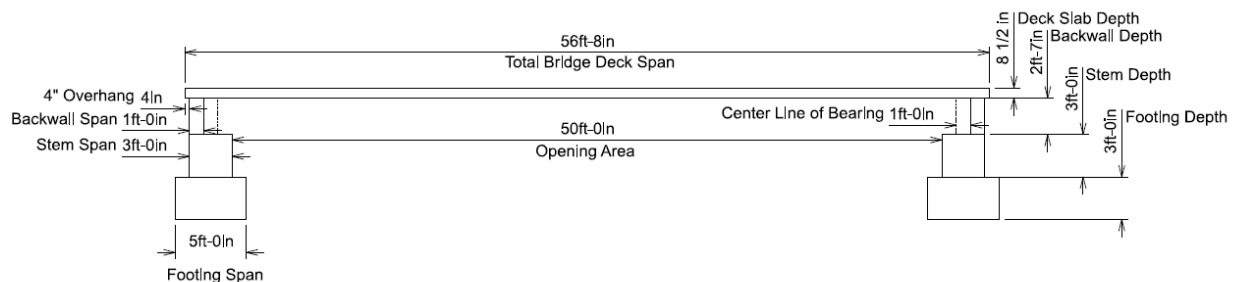 56ft-8in
Total Bridge Deck Span
8 1/2 in Deck Slab Depth
2ft-7in Backwall Depth
3ft-0in Stem Depth
3ft-0in Footing Depth
4" Overhang 4in
Backwall Span 1ft-0in
Stem Span 3ft-0in
Center Line of Bearing 1ft-0in
50ft-0in
Opening Area
5ft-0in
Footing Span